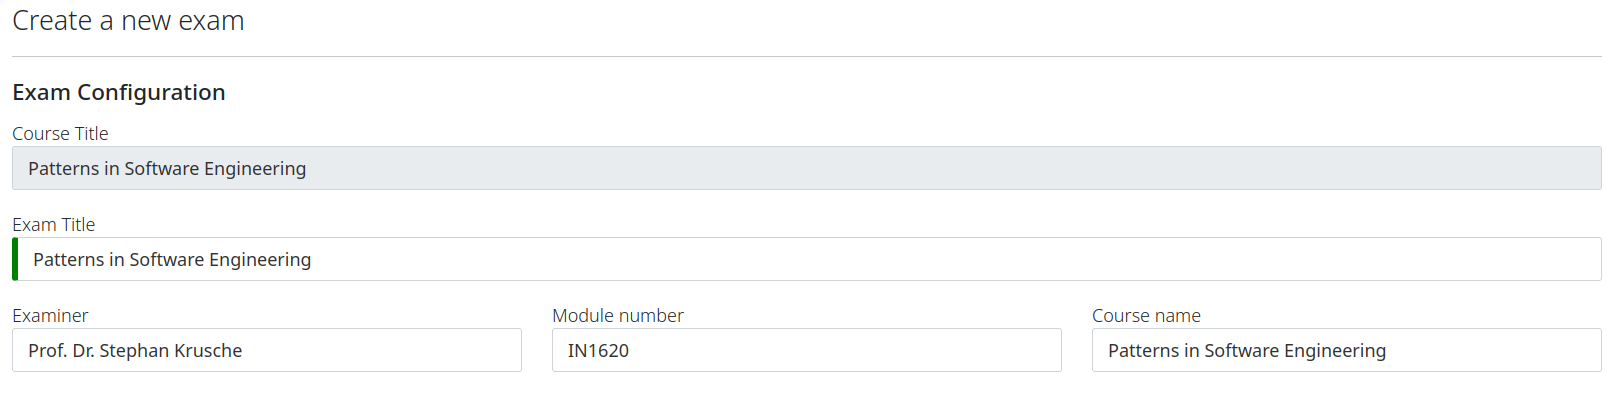 Create a new exam
Exam Configuration
Course Title
Patterns in Software Engineering
Exam Title
Patterns in Software Engineering
Examiner
Module number
Course name
Prof. Dr. Stephan Krusche
IN1620
Patterns in Software Engineering